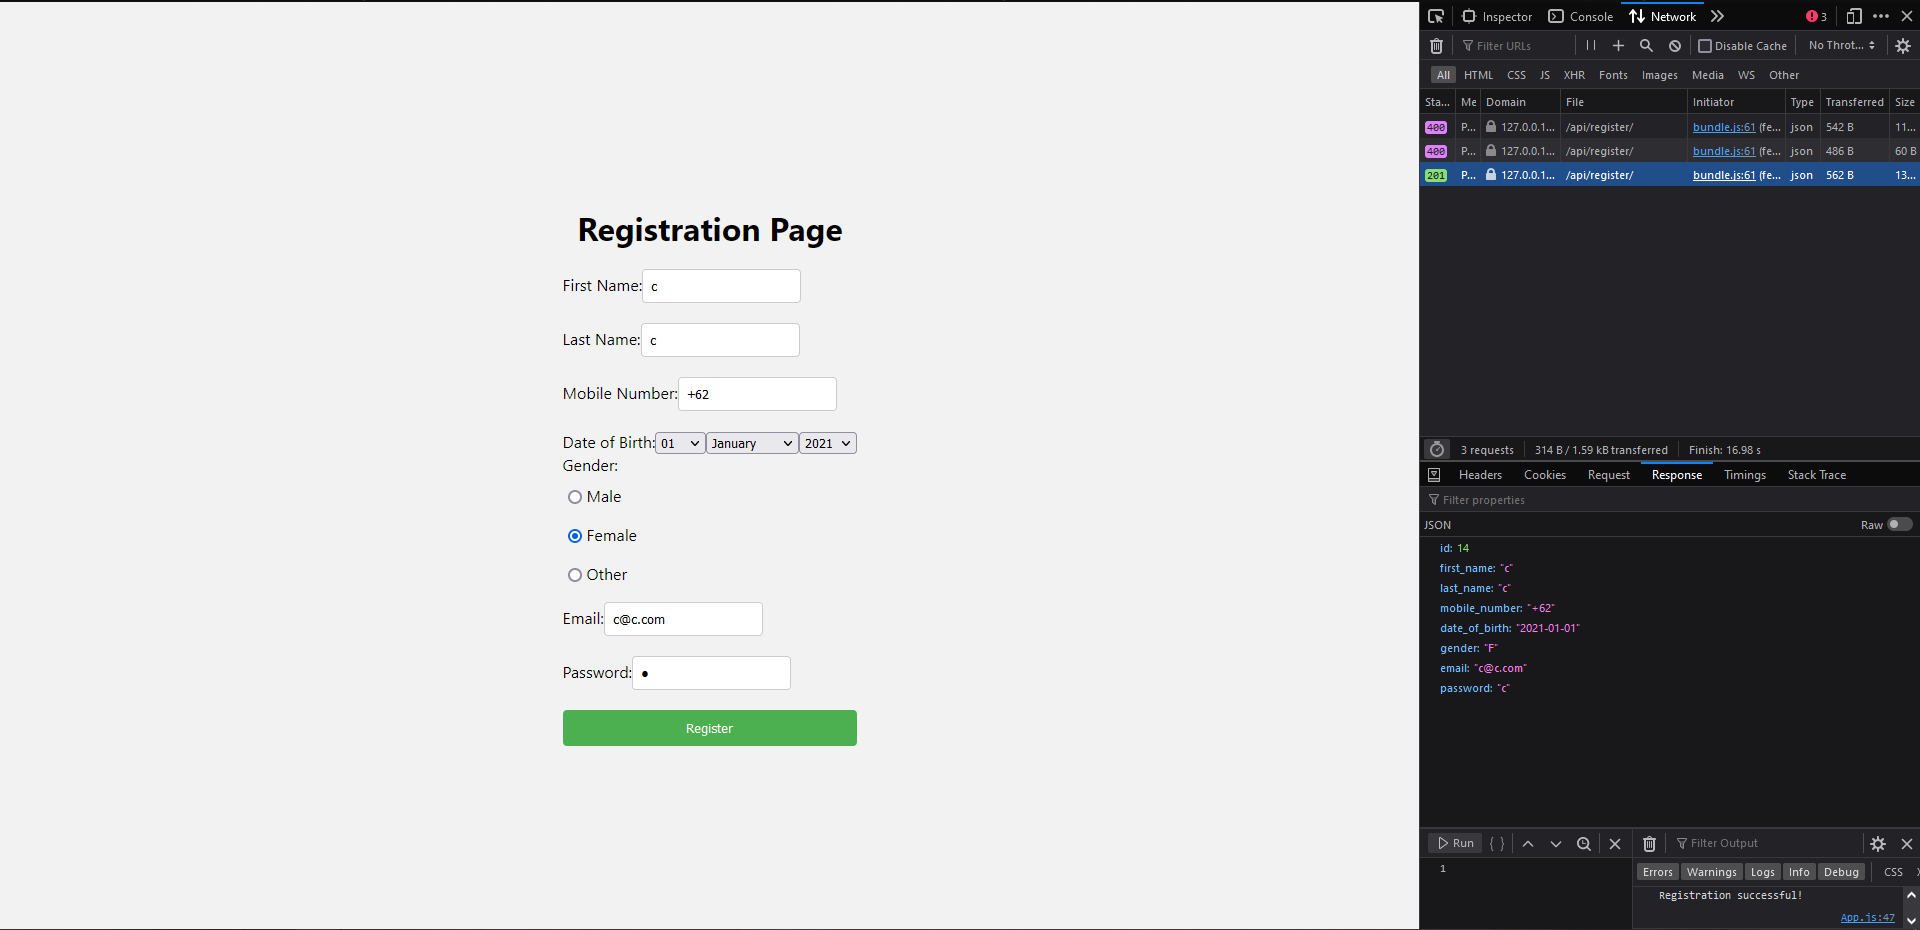 Registration Page
First Name: c
Last Name: c
Mobile Number: +62
Date of Birth: 01 January 2021
Gender:
Male
Female
Other
Email: c@c.com
Password: •
Register
Inspector Console Network 3
Filter URLs Disable Cache No Throt...
All HTML CSS JS XHR Fonts Images Media WS Other
Sta... Me Domain File Initiator Type Transferred Size
400 P... 127.0.0.1... /api/register/ bundle.js:61 (fe... json 542 B 11...
400 P... 127.0.0.1... /api/register/ bundle.js:61 (fe... json 486 B 60 B
201 P... 127.0.0.1... /api/register/ bundle.js:61 (fe... json 562 B 13...
3 requests 314 B / 1.59 kB transferred Finish: 16.98 s
Headers Cookies Request Response Timings Stack Trace
Filter properties
JSON Raw
id: 14
first_name: "c"
last_name: "c"
mobile_number: "+62"
date_of_birth: "2021-01-01"
gender: "F"
email: "c@c.com"
password: "c"
Run { } Filter Output
1
Errors Warnings Logs Info Debug CSS X
Registration successful!
App.js:47